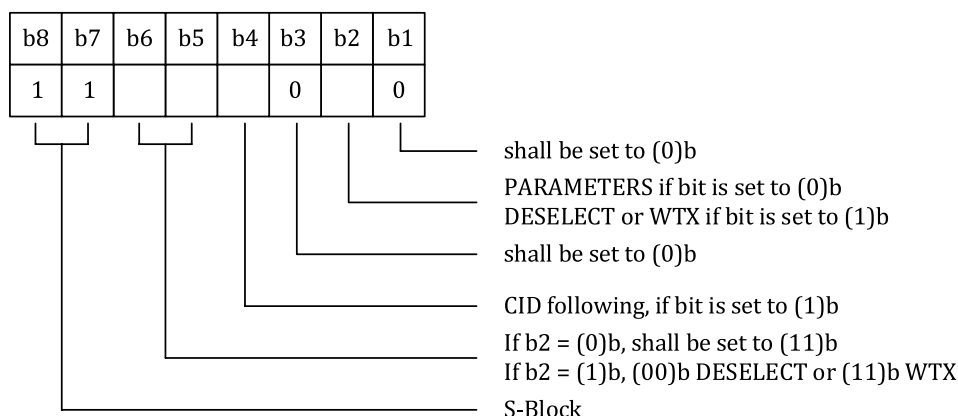 b8 b7 b6 b5 b4 b3 b2 b1
1 1 0 0
shall be set to (0)b
PARAMETERS if bit is set to (0)b
DESELECT or WTX if bit is set to (1)b
shall be set to (0)b
CID following, if bit is set to (1)b
If b2 = (0)b, shall be set to (11)b
If b2 = (1)b, (00)b DESELECT or (11)b WTX
S-Block